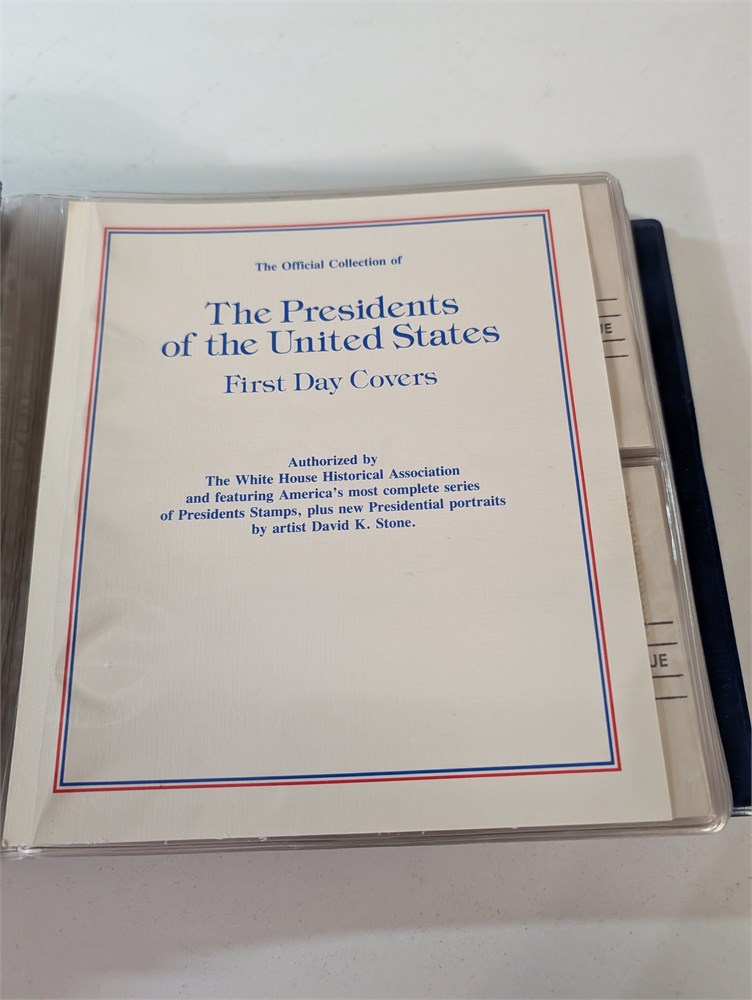 The Official Collection of
The Presidents
of the United States
First Day Covers
Authorized by
The White House Historical Association
and featuring America's most complete series
of Presidents Stamps, plus new Presidential portraits
by artist David K. Stone.